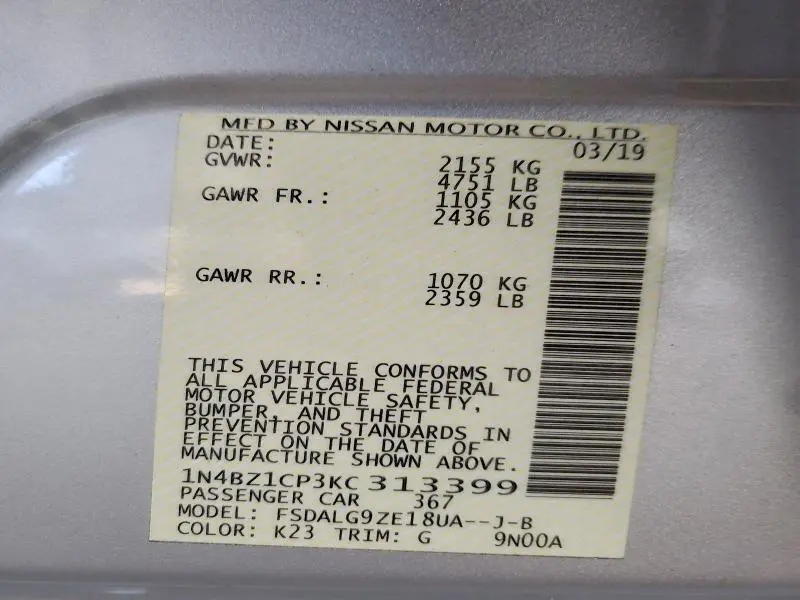 MFD BY NISSAN MOTOR CO., LTD.
DATE: 03/19
GVWR: 2155 KG
4751 LB
GAWR FR.: 1105 KG
2436 LB
GAWR RR.: 1070 KG
2359 LB
THIS VEHICLE CONFORMS TO
ALL APPLICABLE FEDERAL
MOTOR VEHICLE SAFETY,
BUMPER, AND THEFT
PREVENTION STANDARDS IN
EFFECT ON THE DATE OF
MANUFACTURE SHOWN ABOVE.
1N4BZ1CP3KC313399
PASSENGER CAR 367
MODEL: FSDALG9ZE18UA--J-B
COLOR: K23 TRIM: G 9N00A